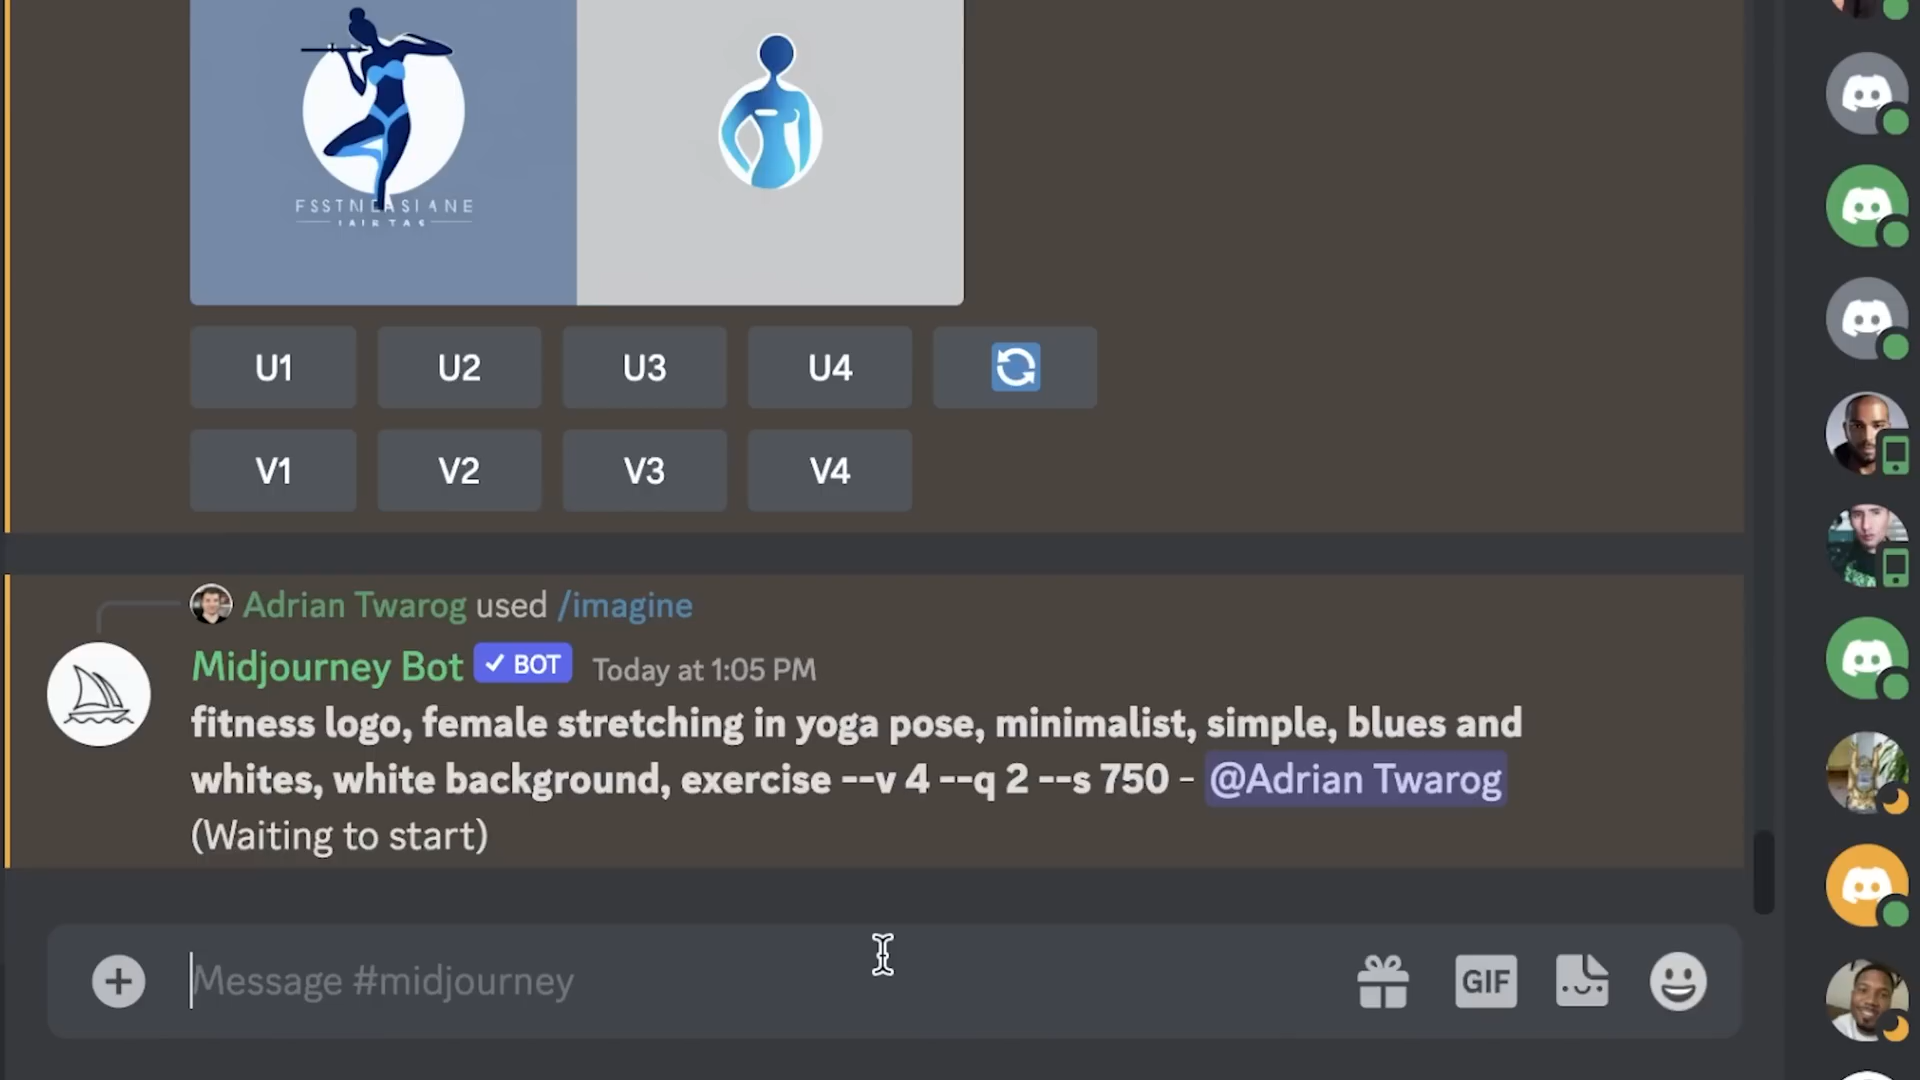 U1 U2 U3 U4
V1 V2 V3 V4
Adrian Twarog used /imagine
Midjourney Bot ✓ BOT Today at 1:05 PM
fitness logo, female stretching in yoga pose, minimalist, simple, blues and
whites, white background, exercise --v 4 --q 2 --s 750 - @Adrian Twarog
(Waiting to start)
Message #midjourney
GIF